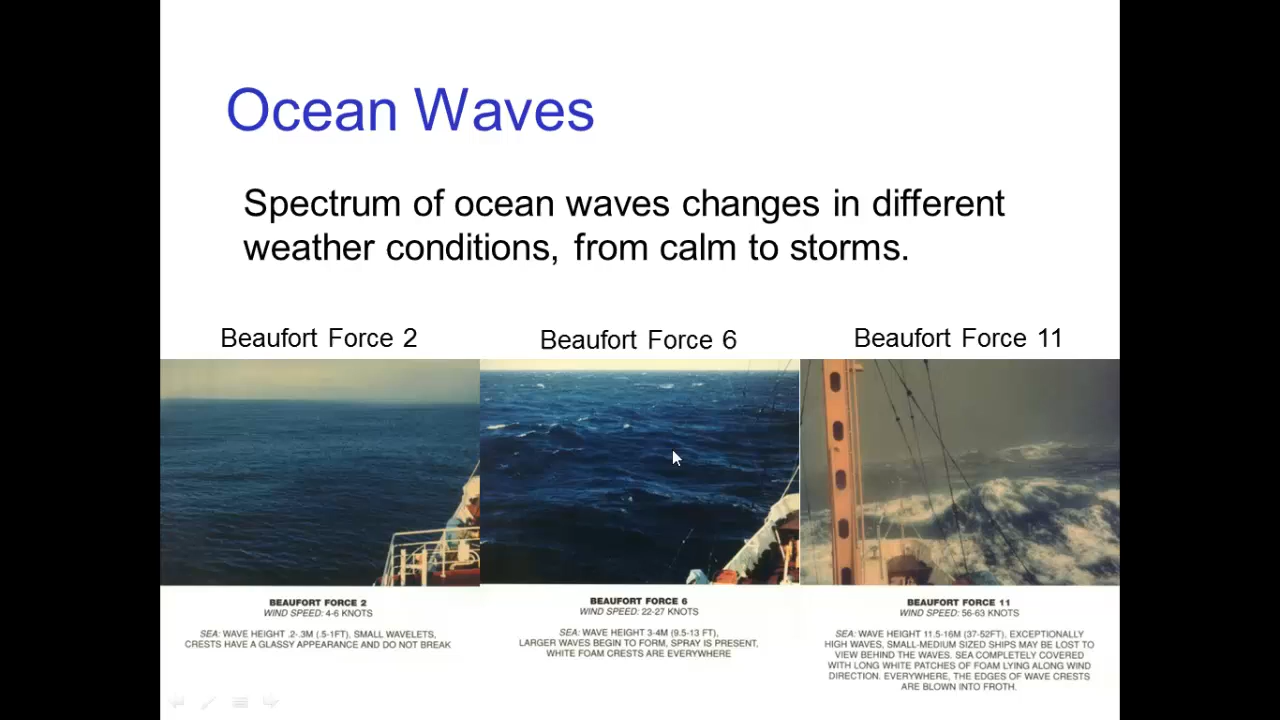 Ocean Waves
Spectrum of ocean waves changes in different
weather conditions, from calm to storms.
Beaufort Force 2
Beaufort Force 6
Beaufort Force 11
BEAUFORT FORCE 2
WIND SPEED: 4-6 KNOTS
SEA: WAVE HEIGHT .2-.3M (.5-1FT), SMALL WAVELETS,
CRESTS HAVE A GLASSY APPEARANCE AND DO NOT BREAK
BEAUFORT FORCE 6
WIND SPEED: 22-27 KNOTS
SEA: WAVE HEIGHT 3-4M (9.5-13 FT),
LARGER WAVES BEGIN TO FORM, SPRAY IS PRESENT,
WHITE FOAM CRESTS ARE EVERYWHERE
BEAUFORT FORCE 11
WIND SPEED: 56-63 KNOTS
SEA: WAVE HEIGHT 11.5-16M (37-52FT), EXCEPTIONALLY
HIGH WAVES, SMALL-MEDIUM SIZED SHIPS MAY BE LOST TO
VIEW BEHIND THE WAVES. SEA COMPLETELY COVERED
WITH LONG WHITE PATCHES OF FOAM LYING ALONG WIND
DIRECTION. EVERYWHERE, THE EDGES OF WAVE CRESTS
ARE BLOWN INTO FROTH.